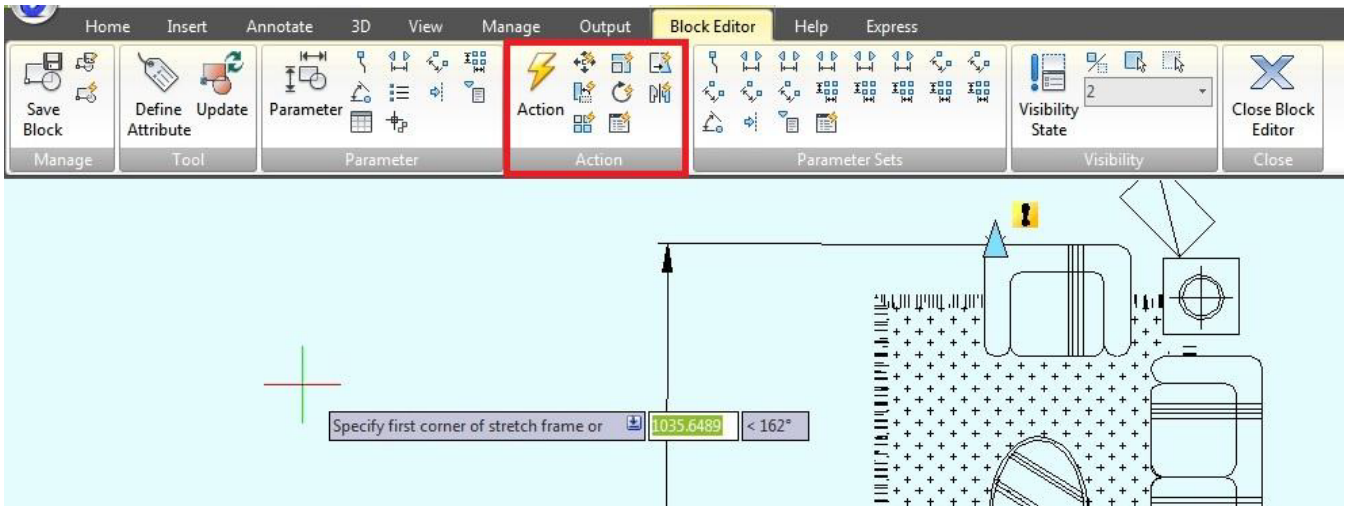 Home Insert Annotate 3D View Manage Output Block Editor Help Express
Save Block
Define Attribute
Update
Parameter
Action
2
Visibility State
Close Block Editor
Manage Tool Parameter Action Parameter Sets Visibility Close
Specify first corner of stretch frame or 1035.6489 < 162°